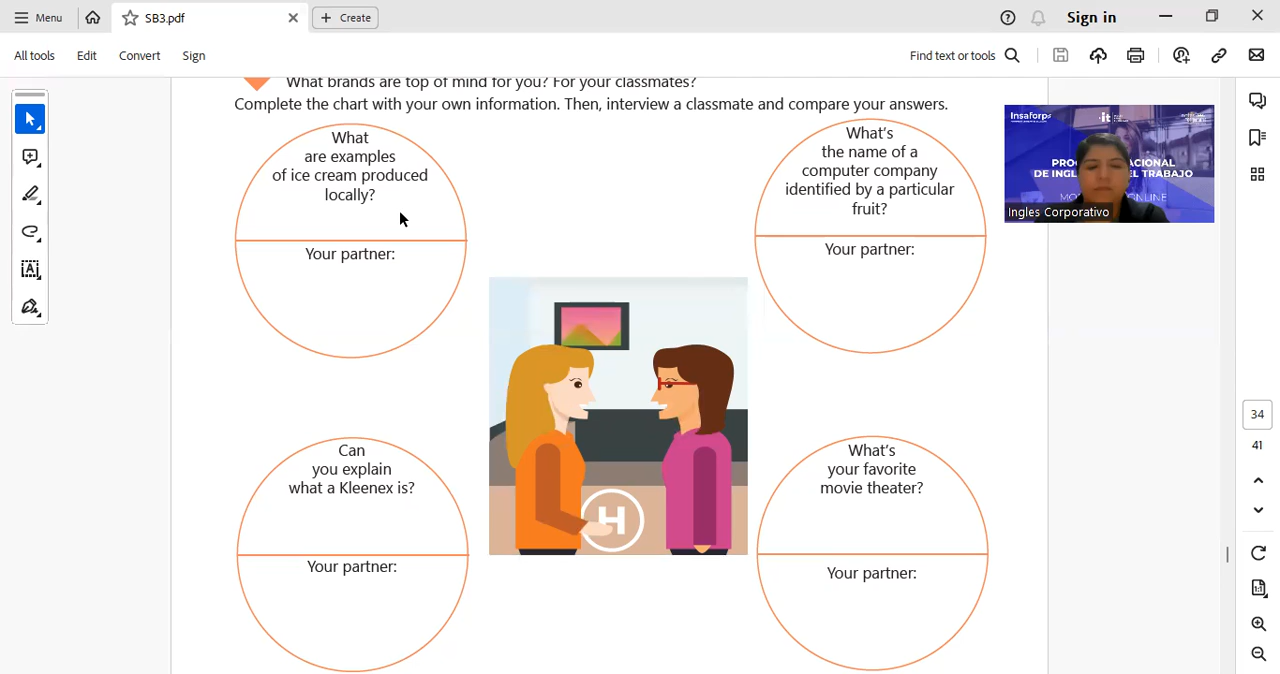 Menu
SB3.pdf
Create
Sign in
All tools
Edit
Convert
Sign
Find text or tools
What brands are top of mind for you? For your classmates?
Complete the chart with your own information. Then, interview a classmate and compare your answers.
What
are examples
of ice cream produced
locally?
Your partner:
What's
the name of a
computer company
identified by a particular
fruit?
Your partner:
Insaforp
·it
Ingles Corporativo
Can
you explain
what a Kleenex is?
Your partner:
H
What's
your favorite
movie theater?
Your partner:
34
41